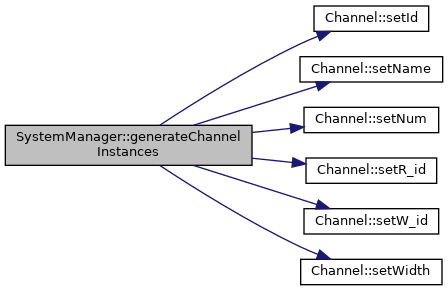 SystemManager::generateChannel
Instances
Channel::setId
Channel::setName
Channel::setNum
Channel::setR_id
Channel::setW_id
Channel::setWidth